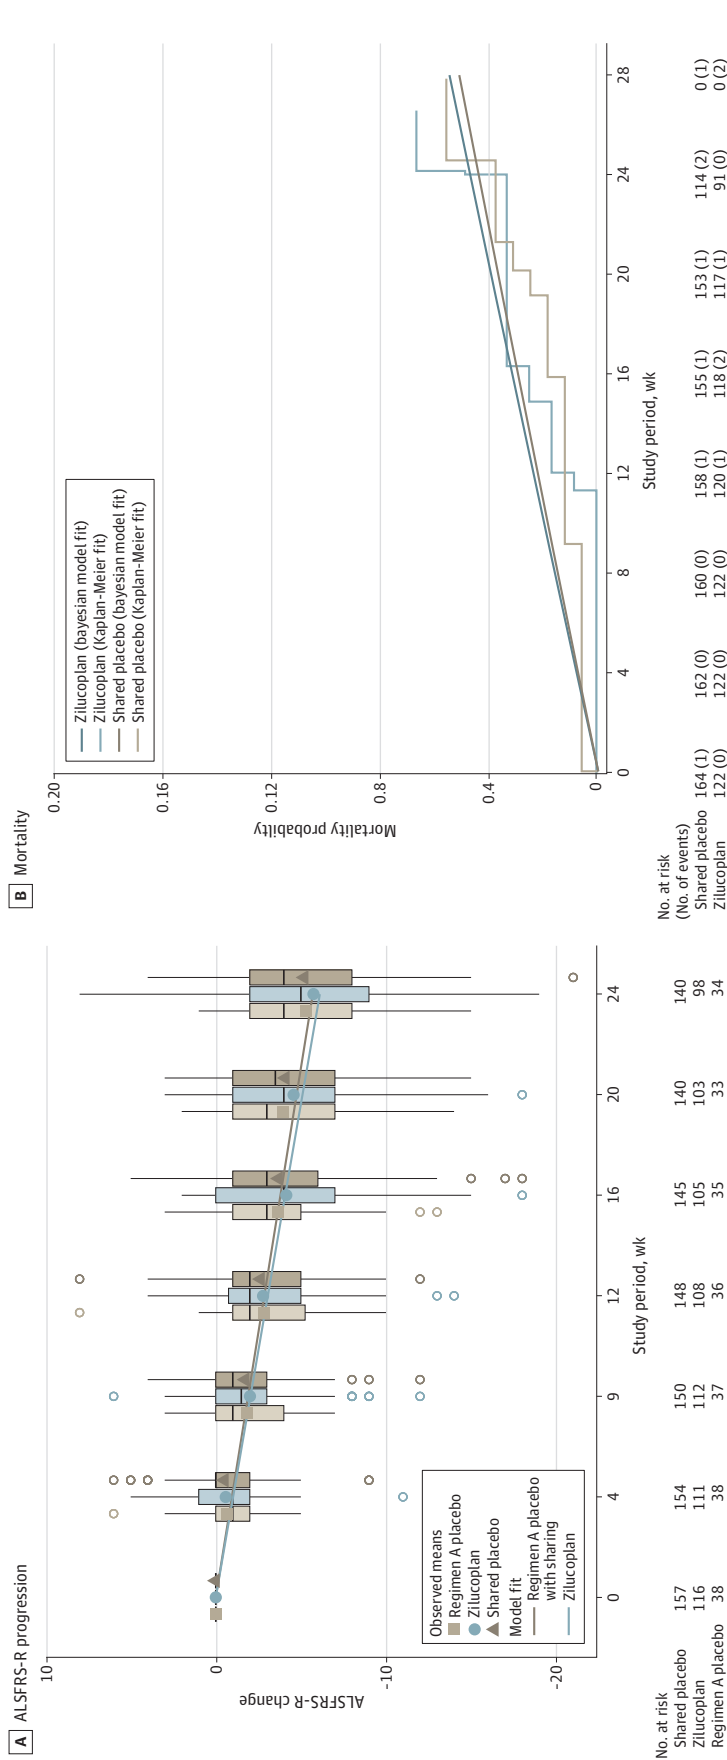 A ALSFRS-R progression
10
0
-10
-20
ALSFRS-R change
Observed means
Regimen A placebo
Zilucoplan
Shared placebo
Model fit
Regimen A placebo
with sharing
Zilucoplan
0 4 9 12 16 20 24
Study period, wk
No. at risk
Shared placebo 157 154 150 148 145 140 140
Zilucoplan 116 111 112 108 105 103 98
Regimen A placebo 38 38 37 36 35 33 34
B Mortality
0.20
0.16
0.12
0.8
0.4
0
Mortality probability
Zilucoplan (bayesian model fit)
Zilucoplan (Kaplan-Meier fit)
Shared placebo (bayesian model fit)
Shared placebo (Kaplan-Meier fit)
0 4 8 12 16 20 24 28
Study period, wk
No. at risk
(No. of events)
Shared placebo 164 (1) 162 (0) 160 (0) 158 (1) 155 (1) 153 (1) 114 (2) 0 (1)
Zilucoplan 122 (0) 122 (0) 122 (0) 120 (1) 118 (2) 117 (1) 91 (0) 0 (2)